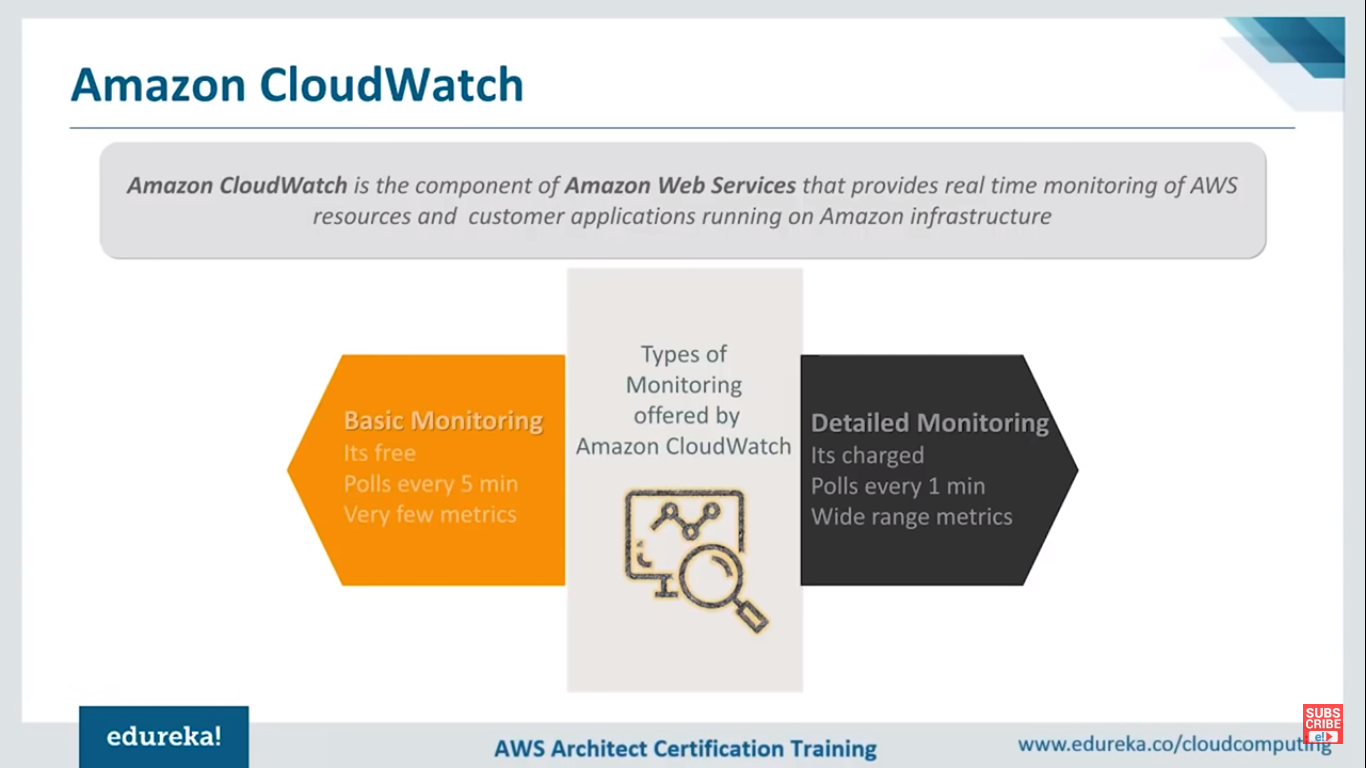 Amazon CloudWatch
Amazon CloudWatch is the component of Amazon Web Services that provides real time monitoring of AWS
resources and customer applications running on Amazon infrastructure
Types of
Monitoring
offered by
Amazon CloudWatch
Basic Monitoring
Its free
Polls every 5 min
Very few metrics
Detailed Monitoring
Its charged
Polls every 1 min
Wide range metrics
edureka!
AWS Architect Certification Training
www.edureka.co/cloudcomputing
SUBS
CRIBE
e!